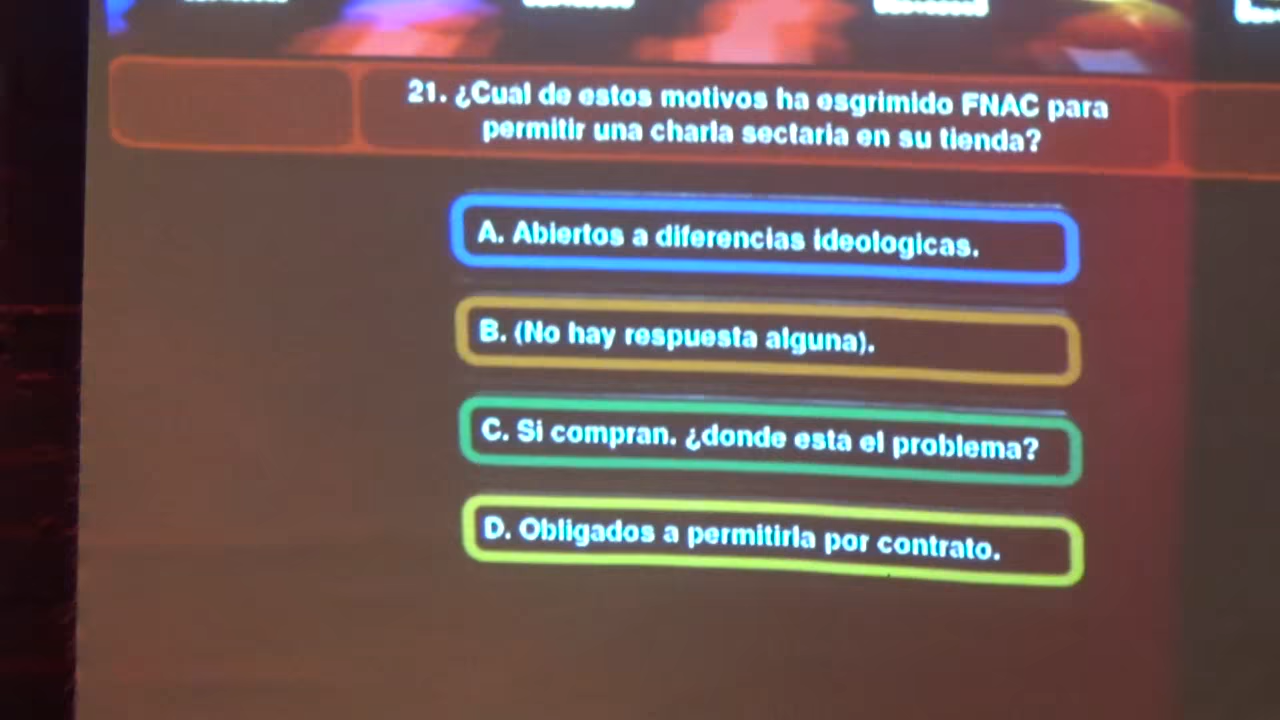 21. ¿Cual de estos motivos ha esgrimido FNAC para
permitir una charla sectaria en su tienda?
A. Abiertos a diferencias ideologicas.
B. (No hay respuesta alguna).
C. Si compran. ¿donde esta el problema?
D. Obligados a permitirla por contrato.